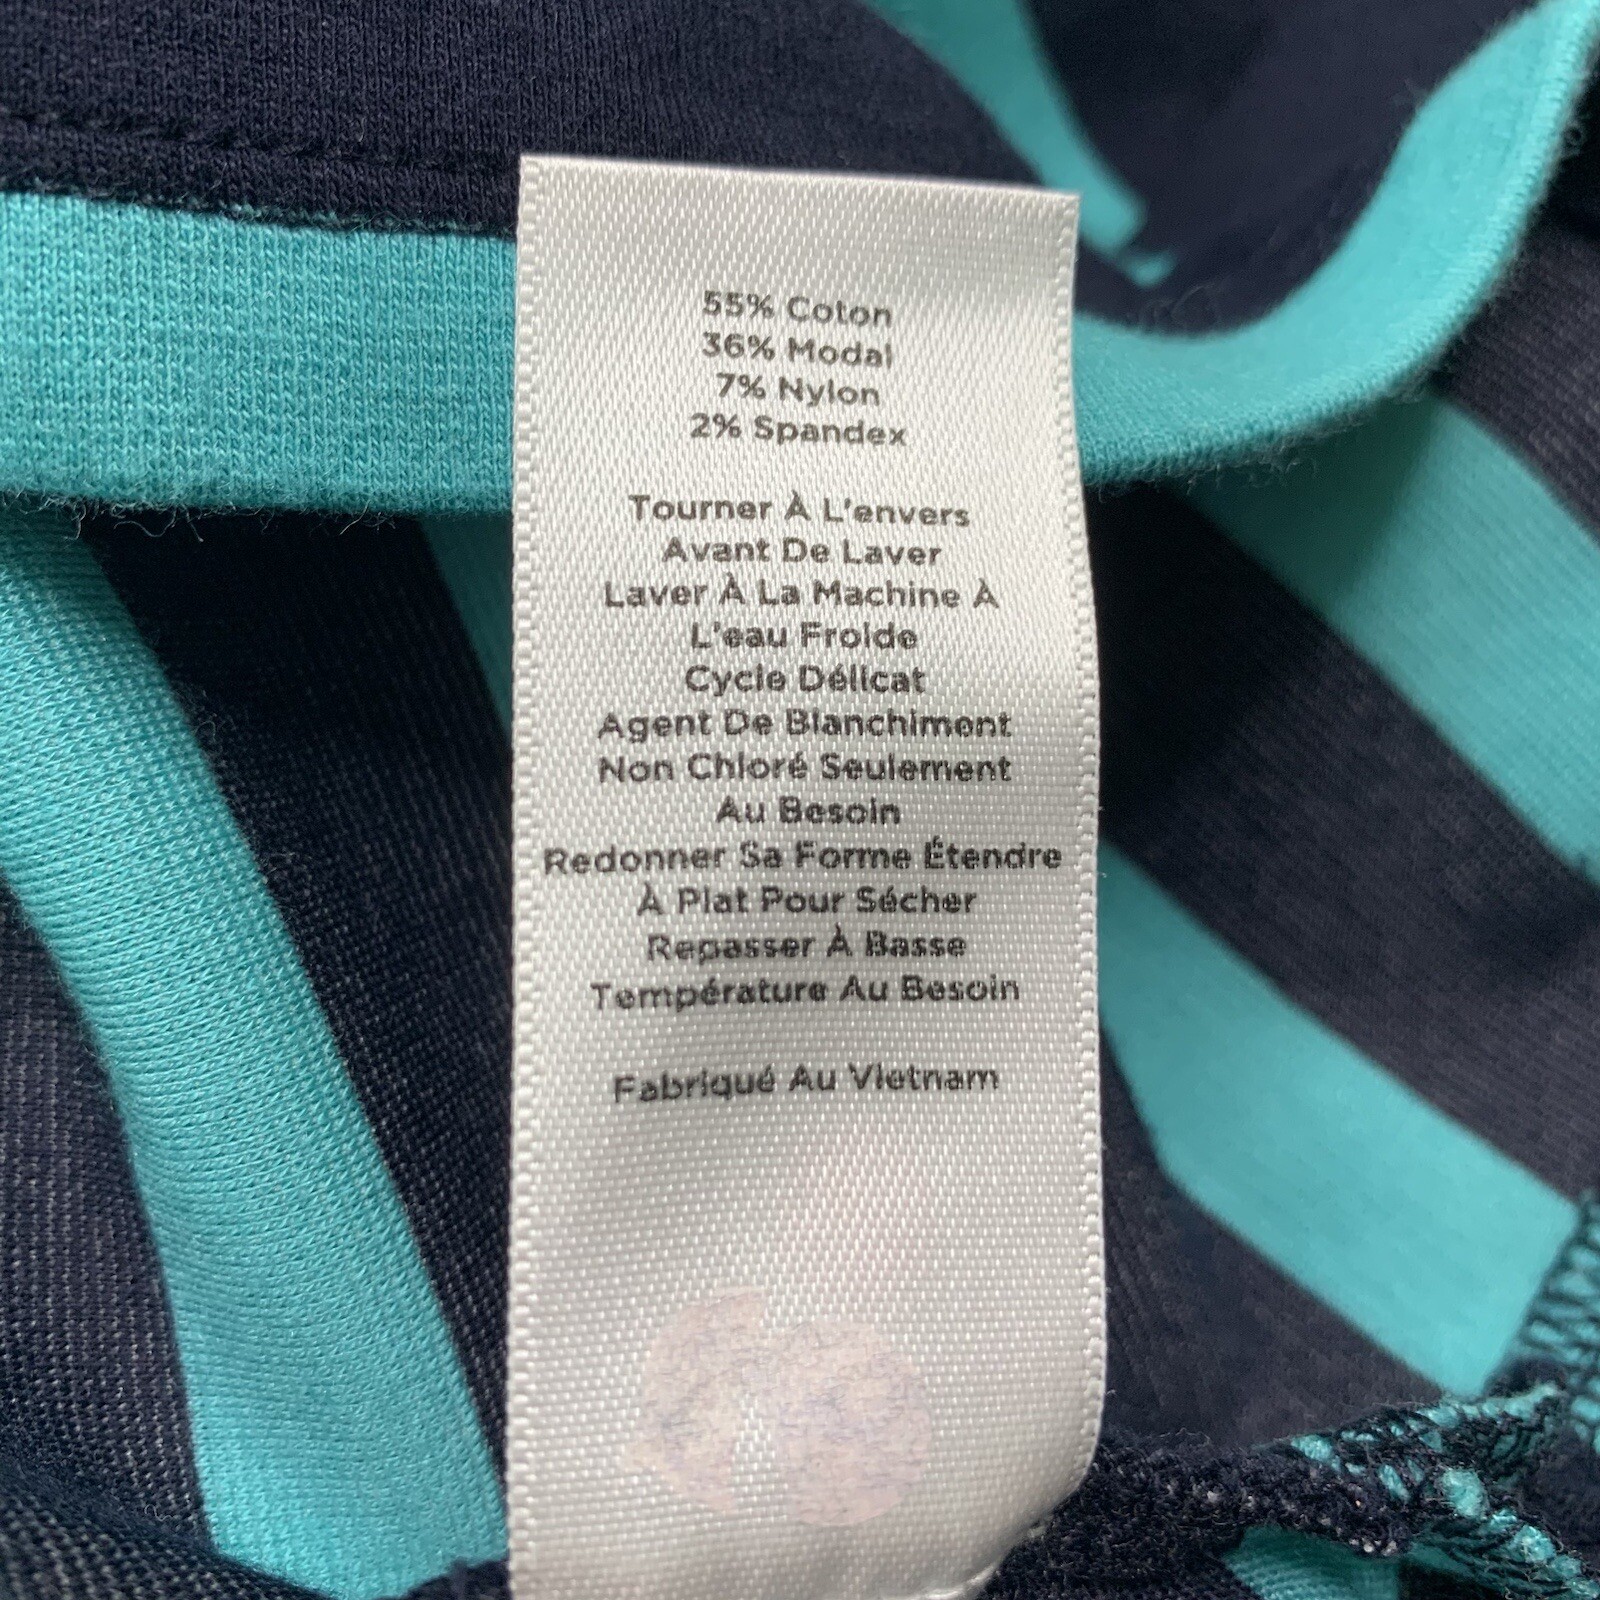 55% Coton
36% Modal
7% Nylon
2% Spandex
Tourner À L'envers
Avant De Laver
Laver À La Machine À
L'eau Froide
Cycle Délicat
Agent De Blanchiment
Non Chloré Seulement
Au Besoin
Redonner Sa Forme Étendre
À Plat Pour Sécher
Repasser À Basse
Température Au Besoin
Fabriqué Au Vietnam